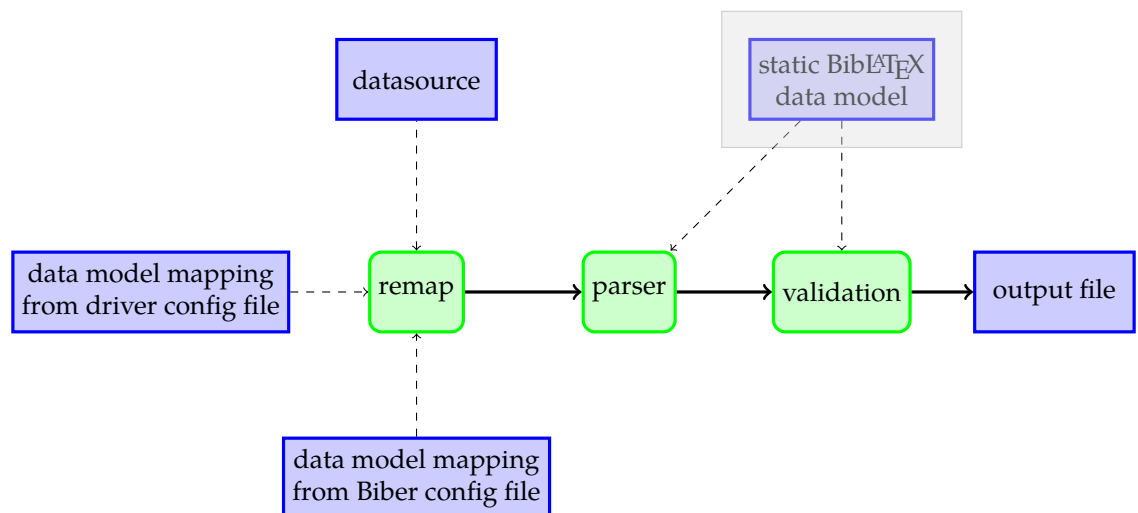 datasource
static BibLATEX
data model
data model mapping
from driver config file
remap
parser
validation
output file
data model mapping
from Biber config file